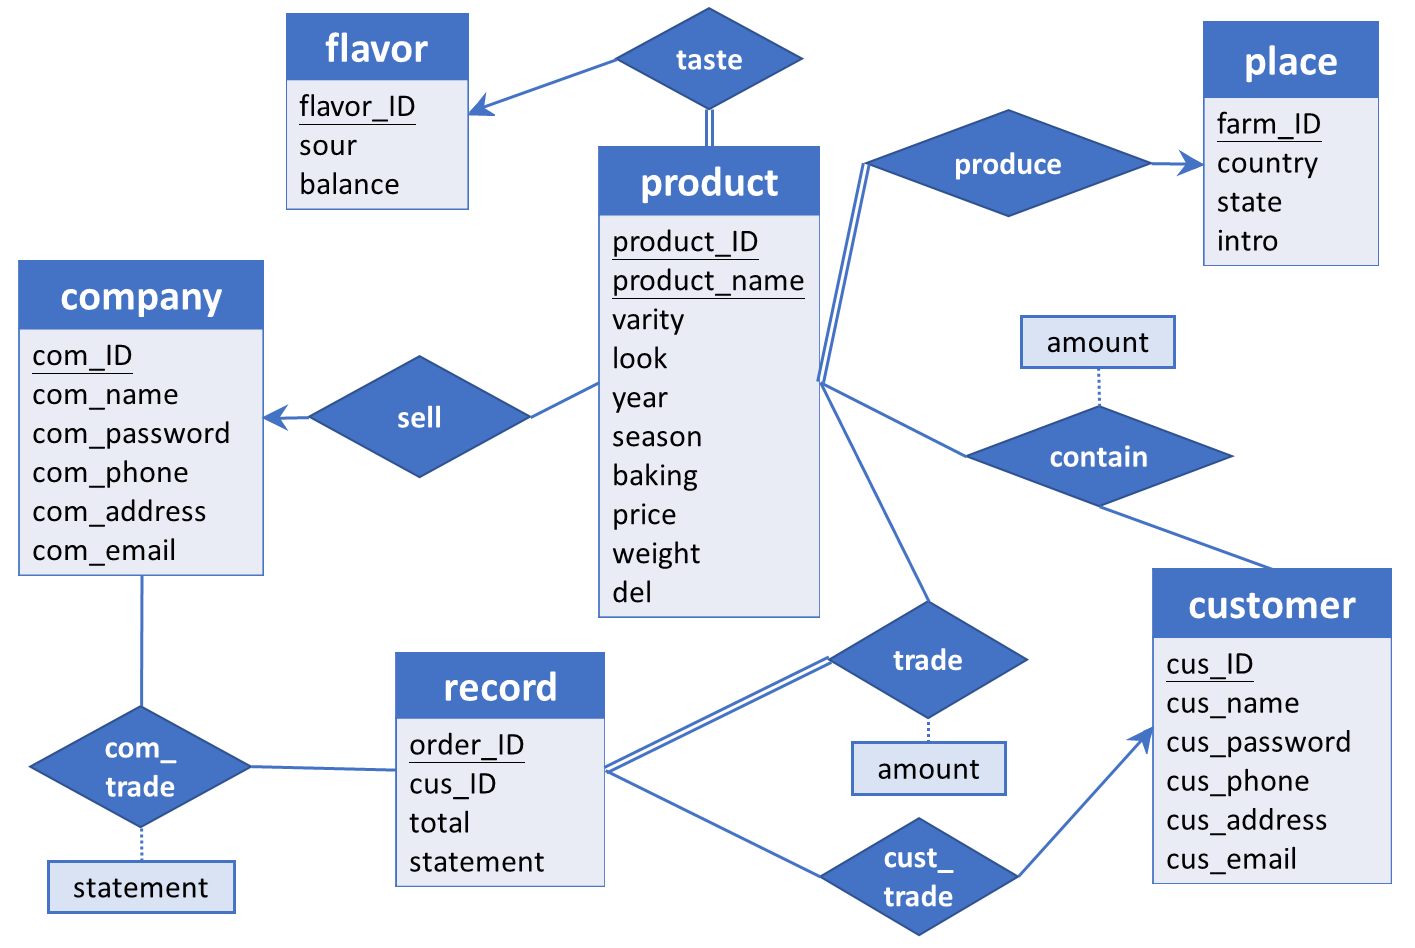 flavor
flavor_ID
sour
balance
taste
place
farm_ID
country
state
intro
produce
product
product_ID
product_name
varity
look
year
season
baking
price
weight
del
company
com_ID
com_name
com_password
com_phone
com_address
com_email
sell
amount
contain
customer
cus_ID
cus_name
cus_password
cus_phone
cus_address
cus_email
trade
amount
record
order_ID
cus_ID
total
statement
com_
trade
statement
cust_
trade